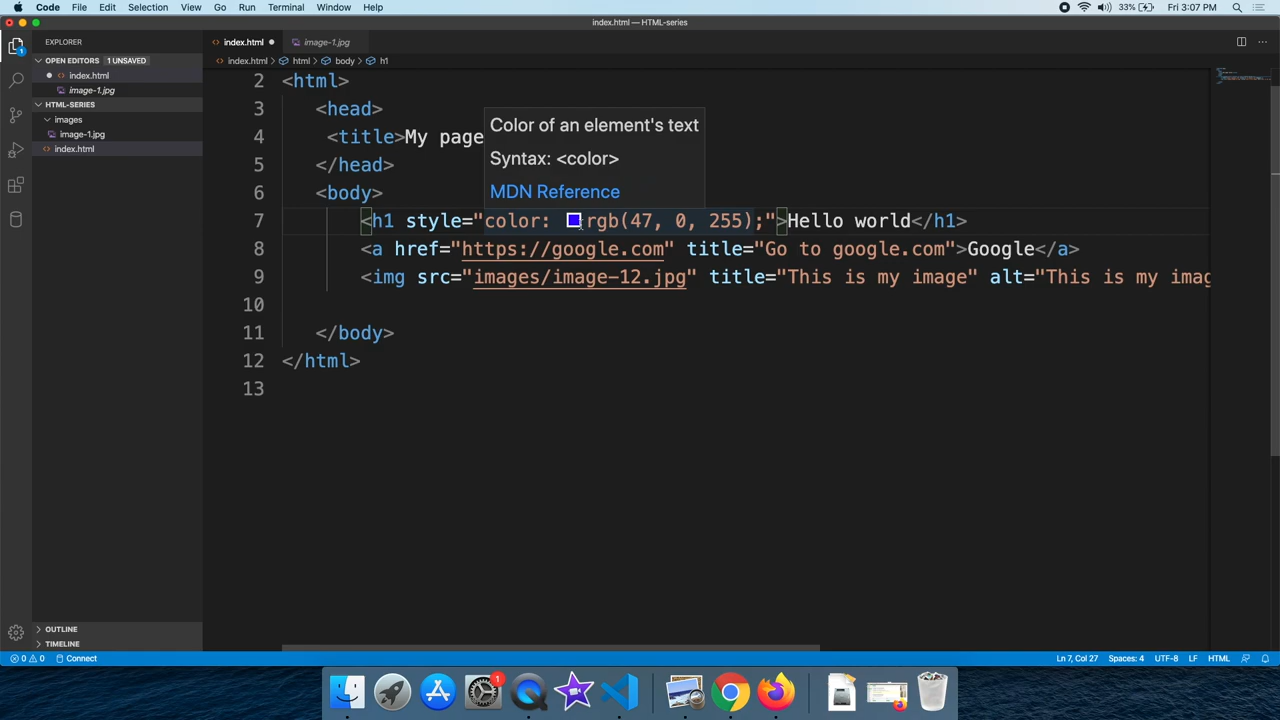 Code File Edit Selection View Go Run Terminal Window Help 33% Fri 3:07 PM
index.html — HTML-series
EXPLORER
OPEN EDITORS 1 UNSAVED
index.html
image-1.jpg
HTML-SERIES
images
image-1.jpg
index.html
OUTLINE
TIMELINE
index.html image-1.jpg
index.html html body h1
2 <html>
3 <head>
4 <title>My page
5 </head>
6 <body>
7 <h1 style="color: rgb(47, 0, 255);">Hello world</h1>
8 <a href="https://google.com" title="Go to google.com">Google</a>
9 <img src="images/image-12.jpg" title="This is my image" alt="This is my imag
10
11 </body>
12 </html>
13
Color of an element's text
Syntax: <color>
MDN Reference
0 0 Connect Ln 7, Col 27 Spaces: 4 UTF-8 LF HTML
1
1